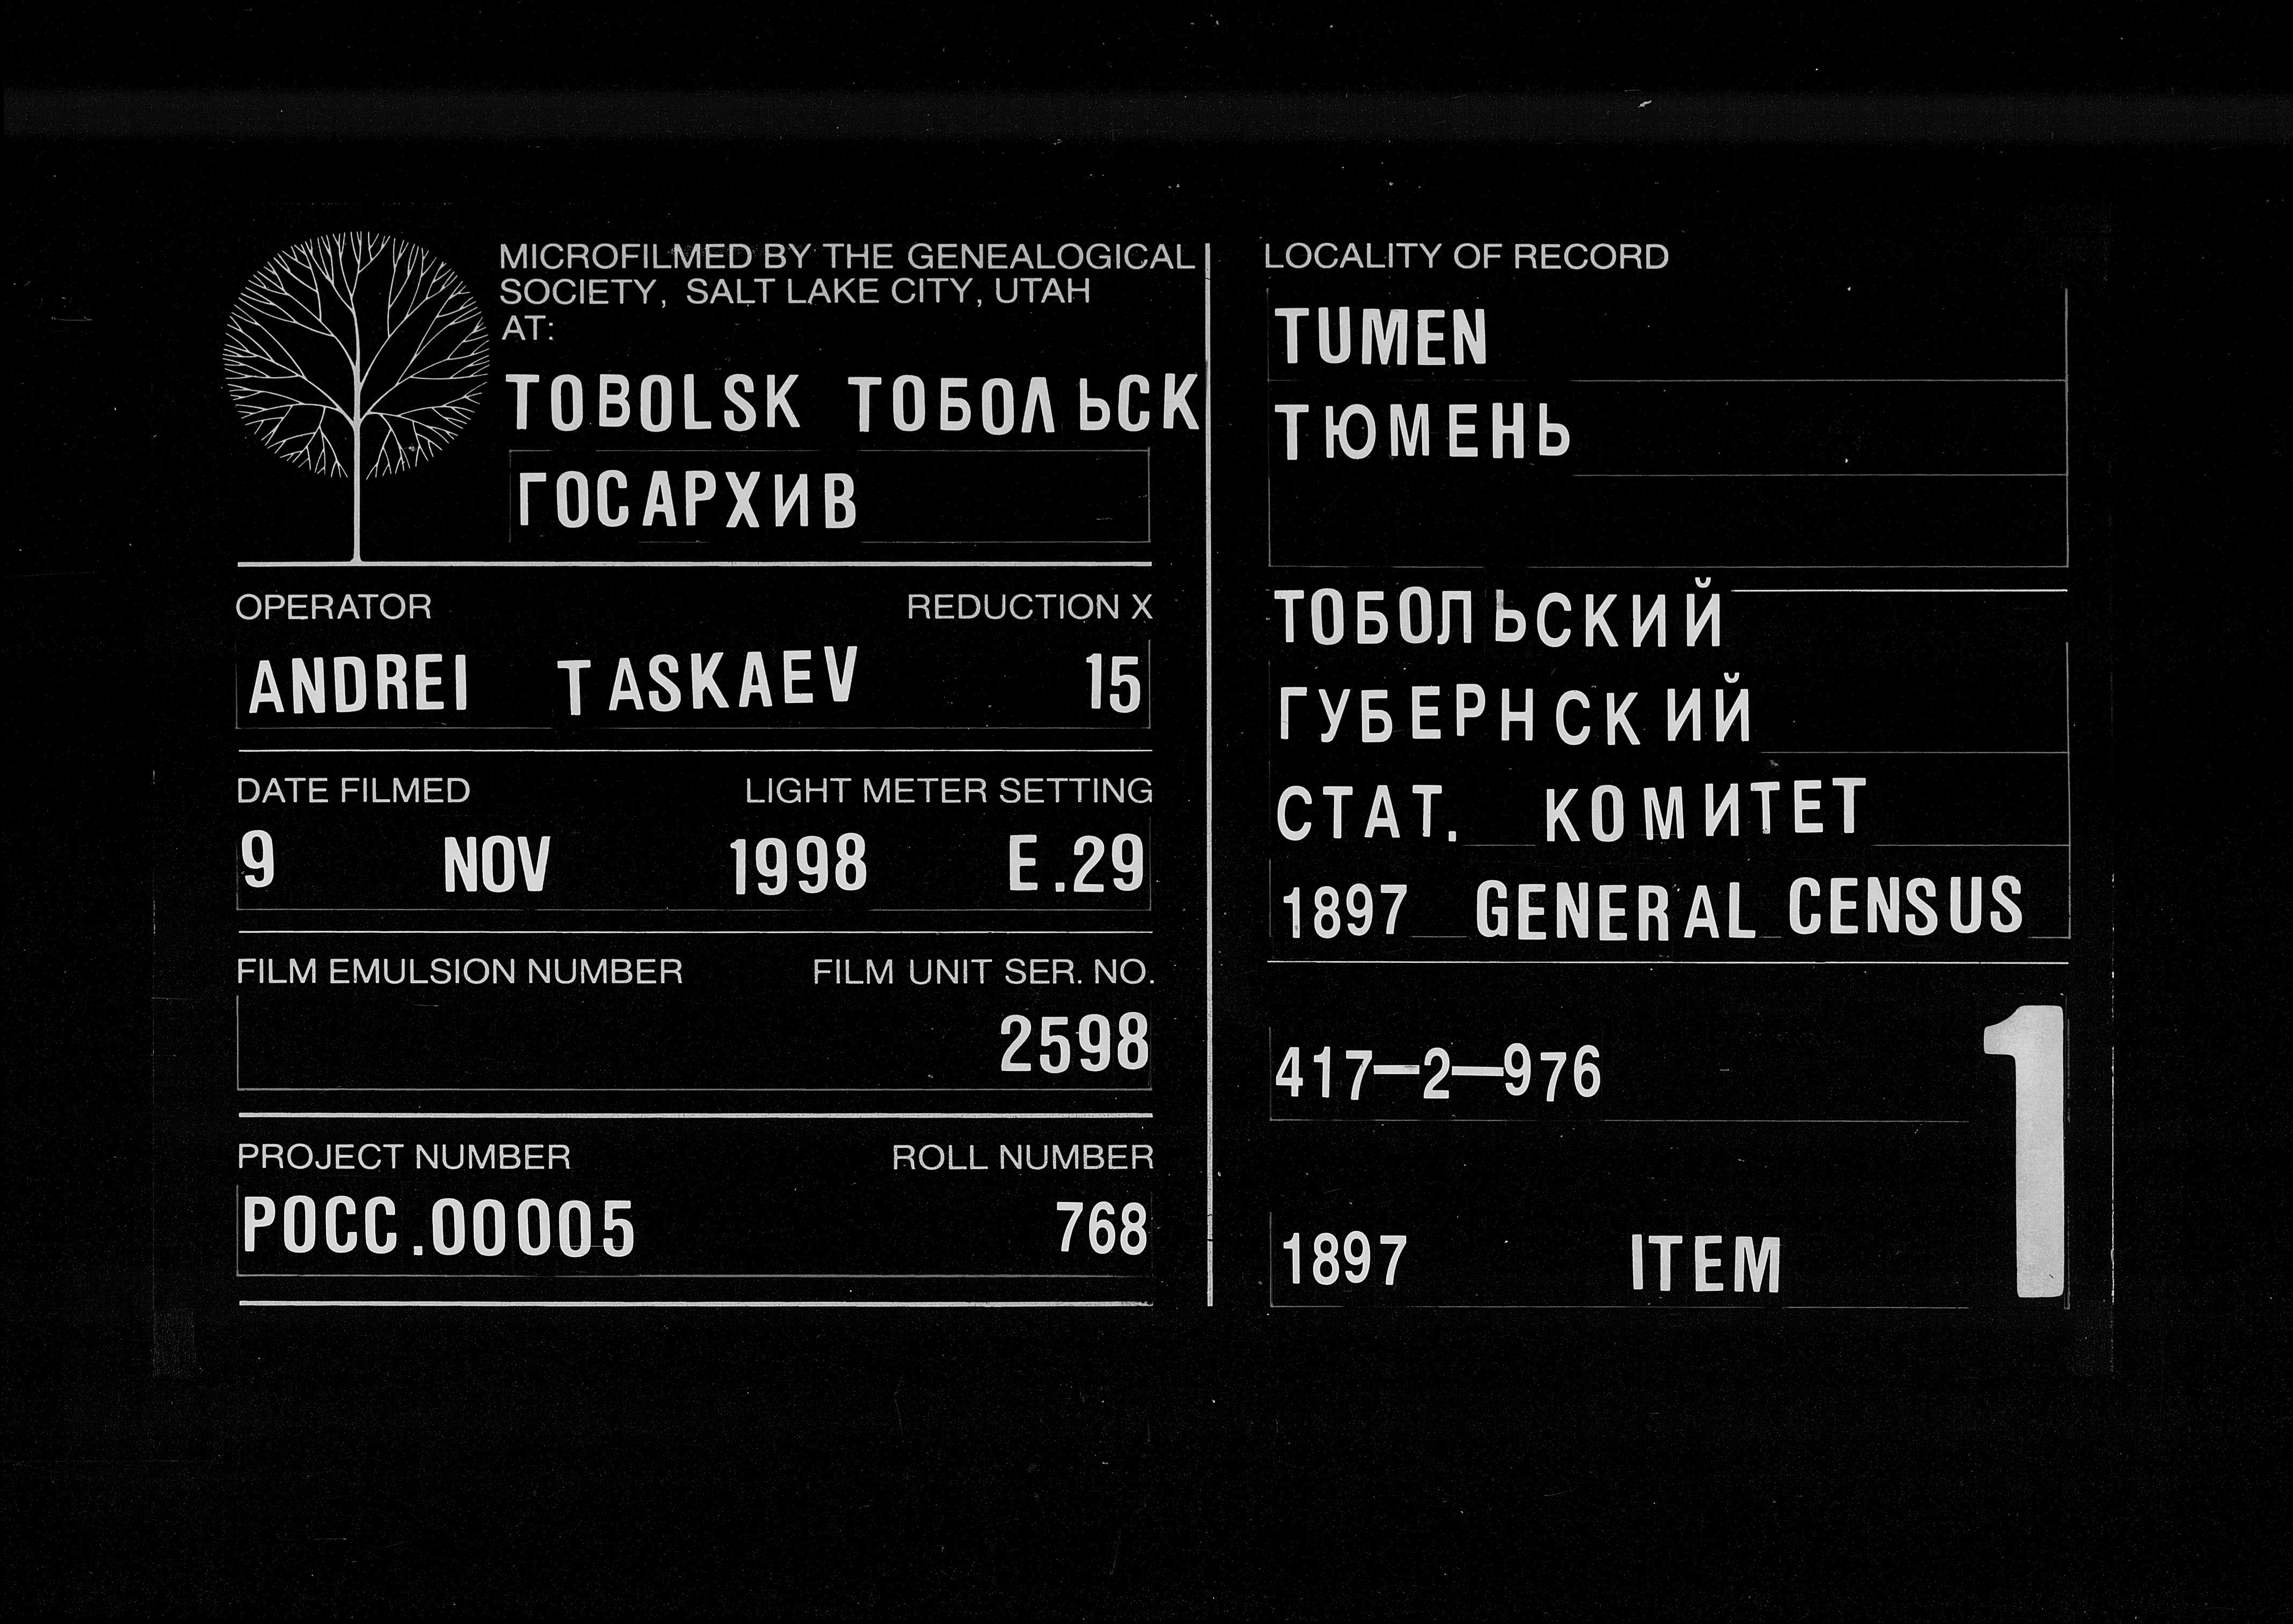 MICROFILMED BY THE GENEALOGICAL
SOCIETY, SALT LAKE CITY, UTAH
AT:
TOBOLSK ТОБОЛЬСК
ГОСАРХИВ
OPERATOR REDUCTION X
ANDREI TASKAEV 15
DATE FILMED LIGHT METER SETTING
9 NOV 1998 E.29
FILM EMULSION NUMBER FILM UNIT SER. NO.
2598
PROJECT NUMBER ROLL NUMBER
РОСС.00005 768
LOCALITY OF RECORD
TUMEN
ТЮМЕНЬ
ТОБОЛЬСКИЙ
ГУБЕРНСКИЙ
СТАТ. КОМИТЕТ
1897 GENERAL CENSUS
417-2-976
1897 ITEM 1